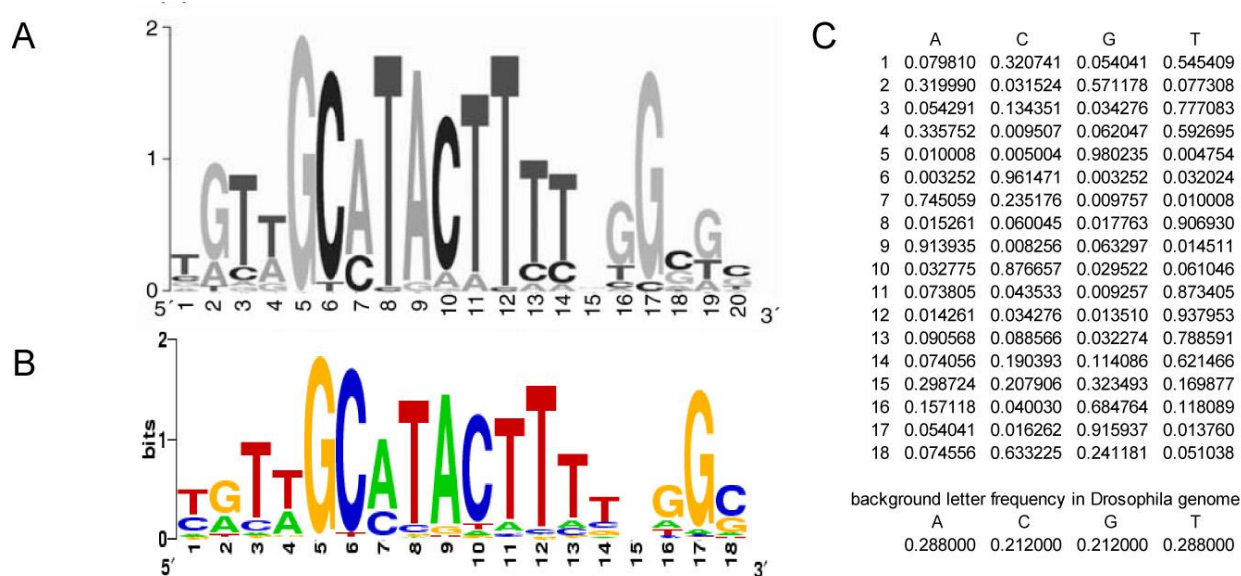 A
2
1
0
5´ 1 2 3 4 5 6 7 8 9 10 11 12 13 14 15 16 17 18 19 20 3´
GTTGCATACTTTTT GGCG
B
bits
2
1
0
5´ 1 2 3 4 5 6 7 8 9 10 11 12 13 14 15 16 17 18 3´
TGTTGCATACTTTT GGC
C
A C G T
1 0.079810 0.320741 0.054041 0.545409
2 0.319990 0.031524 0.571178 0.077308
3 0.054291 0.134351 0.034276 0.777083
4 0.335752 0.009507 0.062047 0.592695
5 0.010008 0.005004 0.980235 0.004754
6 0.003252 0.961471 0.003252 0.032024
7 0.745059 0.235176 0.009757 0.010008
8 0.015261 0.060045 0.017763 0.906930
9 0.913935 0.008256 0.063297 0.014511
10 0.032775 0.876657 0.029522 0.061046
11 0.073805 0.043533 0.009257 0.873405
12 0.014261 0.034276 0.013510 0.937953
13 0.090568 0.088566 0.032274 0.788591
14 0.074056 0.190393 0.114086 0.621466
15 0.298724 0.207906 0.323493 0.169877
16 0.157118 0.040030 0.684764 0.118089
17 0.054041 0.016262 0.915937 0.013760
18 0.074556 0.633225 0.241181 0.051038
background letter frequency in Drosophila genome
A C G T
0.288000 0.212000 0.212000 0.288000